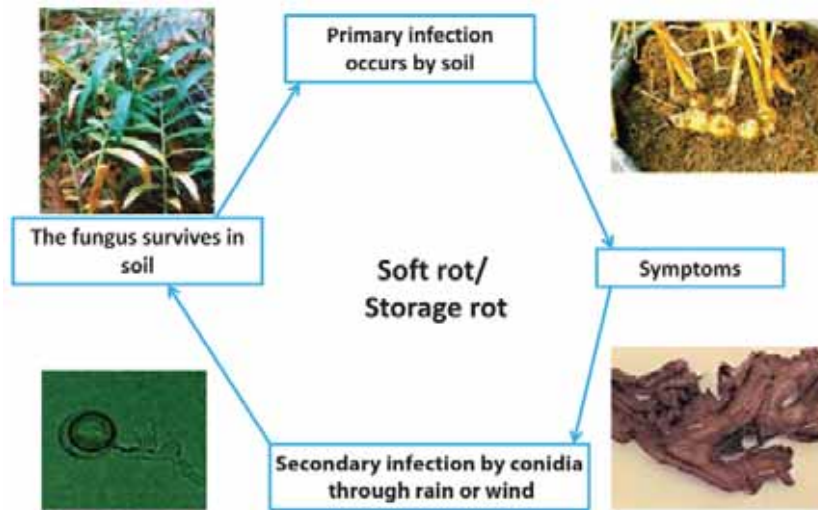 Primary infection
occurs by soil
The fungus survives in
soil
Soft rot/
Storage rot
Symptoms
Secondary infection by conidia
through rain or wind